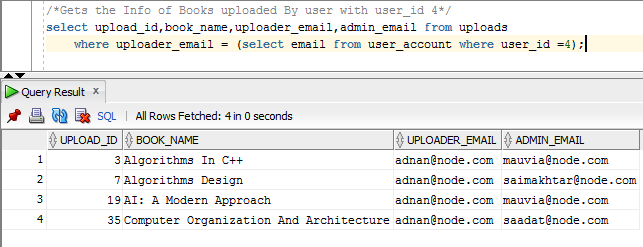 /*Gets the Info of Books uploaded By user with user_id 4*/
select upload_id,book_name,uploader_email,admin_email from uploads
where uploader_email = (select email from user_account where user_id =4);
Query Result x
SQL | All Rows Fetched: 4 in 0 seconds
UPLOAD_ID BOOK_NAME UPLOADER_EMAIL ADMIN_EMAIL
1 3 Algorithms In C++ adnan@node.com mauvia@node.com
2 7 Algorithms Design adnan@node.com saimakhtar@node.com
3 19 AI: A Modern Approach adnan@node.com mauvia@node.com
4 35 Computer Organization And Architecture adnan@node.com saadat@node.com